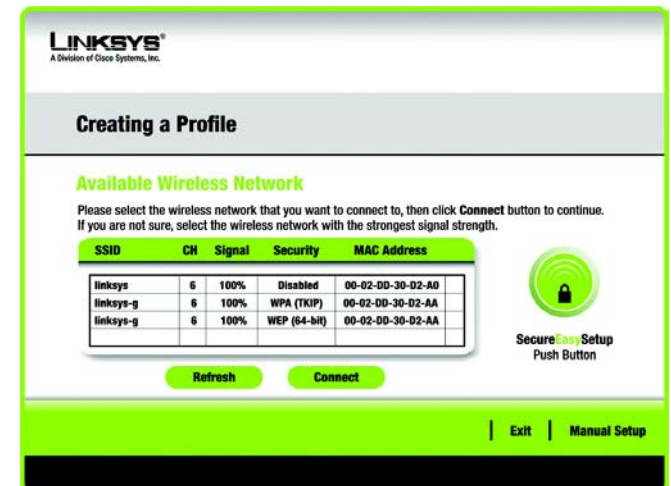 LINKSYS®
A Division of Cisco Systems, Inc.
Creating a Profile
Available Wireless Network
Please select the wireless network that you want to connect to, then click Connect button to continue.
If you are not sure, select the wireless network with the strongest signal strength.
SSID CH Signal Security MAC Address
linksys 6 100% Disabled 00-02-DD-30-D2-A0
linksys-g 6 100% WPA (TKIP) 00-02-DD-30-D2-AA
linksys-g 6 100% WEP (64-bit) 00-02-DD-30-D2-AA
SecureEasySetup
Push Button
Refresh Connect
Exit Manual Setup